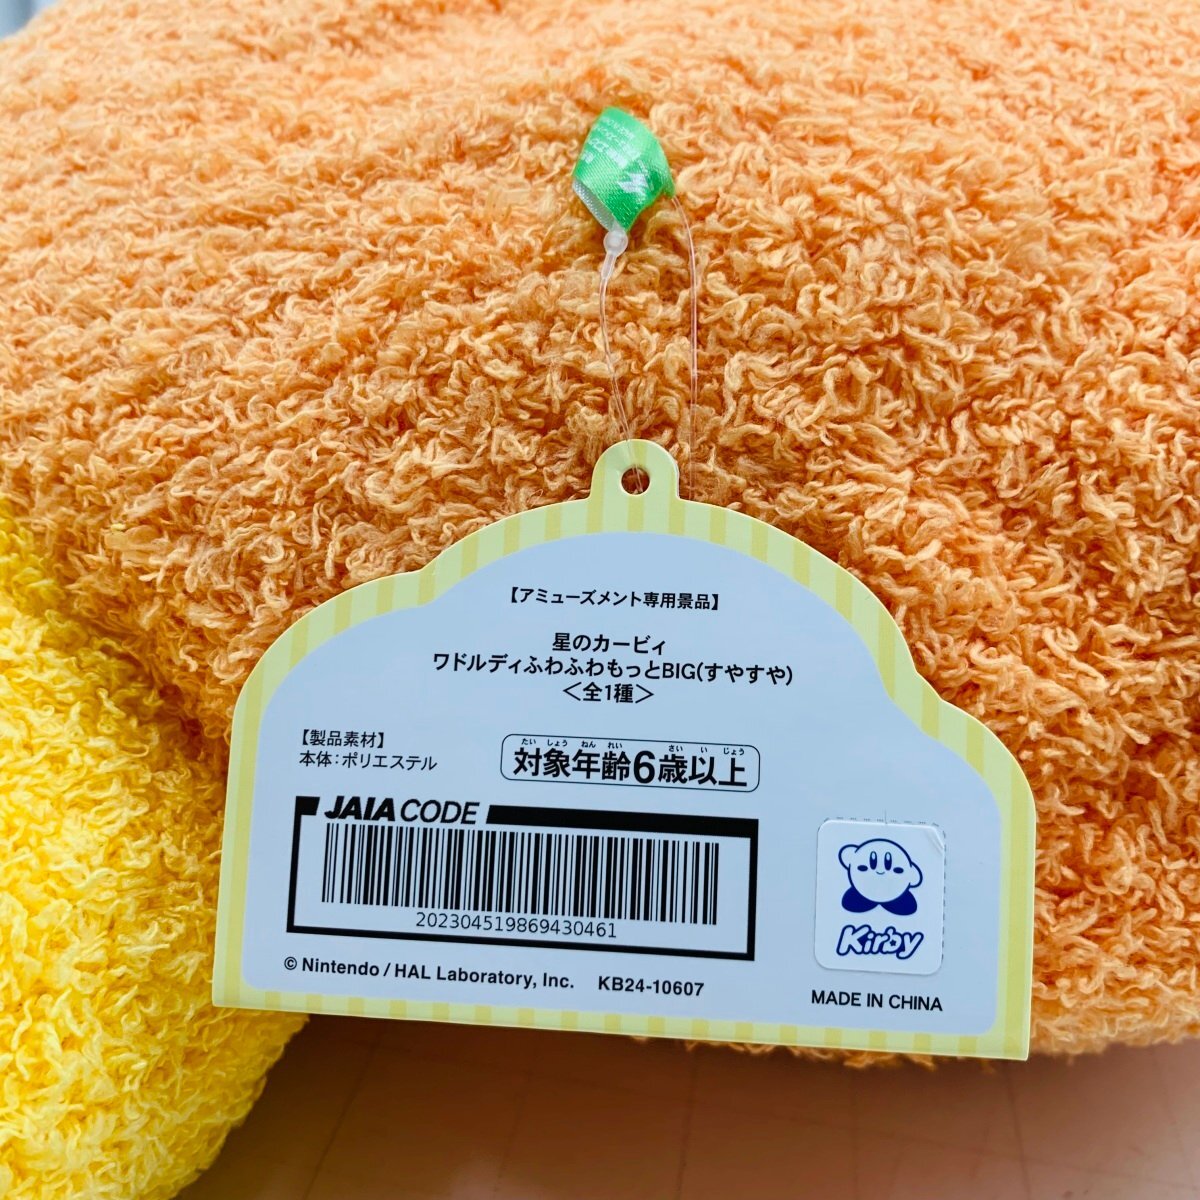 【アミューズメント専用景品】
星のカービィ
ワドルディふわふわもっとBIG(すやすや)
＜全1種＞
【製品素材】
本体：ポリエステル
たいしょうねんれい さいいじょう
対象年齢6歳以上
JAIA CODE
202304519869430461
© Nintendo / HAL Laboratory, Inc. KB24-10607
Kirby
MADE IN CHINA